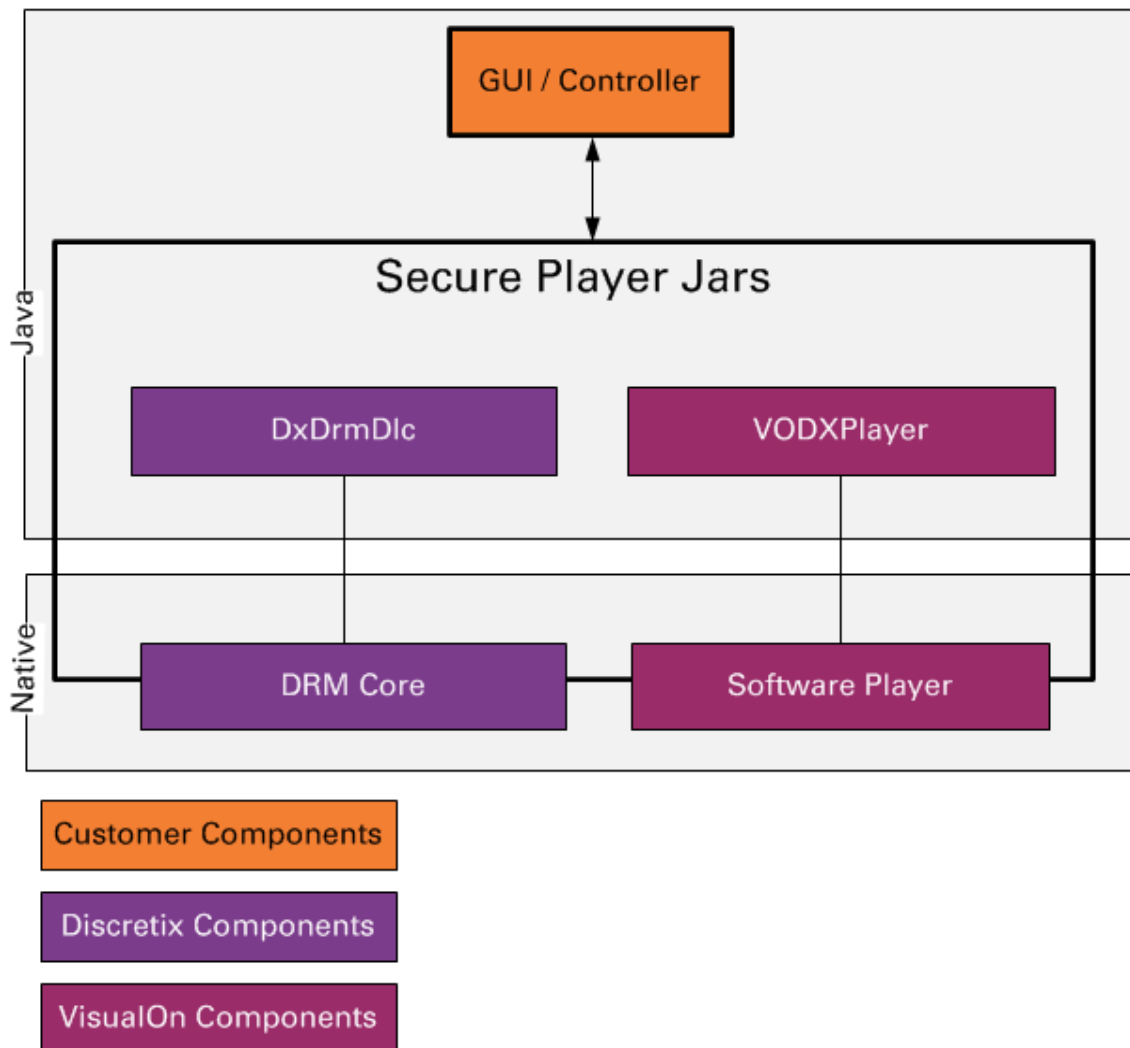 GUI / Controller
Secure Player Jars
Java
DxDrmDlc
VODXPlayer
Native
DRM Core
Software Player
Customer Components
Discretix Components
VisualOn Components